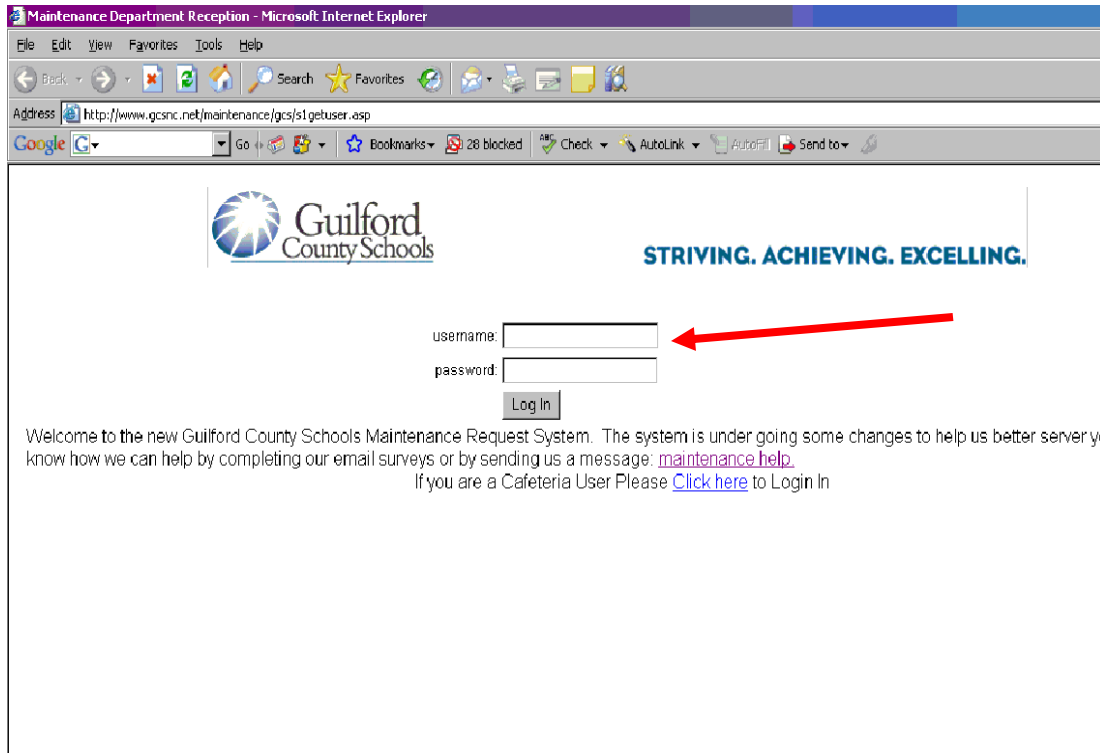 Maintenance Department Reception - Microsoft Internet Explorer
File Edit View Favorites Tools Help
Back Search Favorites
Address http://www.gcsnc.net/maintenance/gcs/s1getuser.asp
Google G Go Bookmarks 28 blocked ABC Check AutoLink AutoFill Send to
Guilford
County Schools
STRIVING. ACHIEVING. EXCELLING.
username:
password:
Log In
Welcome to the new Guilford County Schools Maintenance Request System. The system is under going some changes to help us better server y
know how we can help by completing our email surveys or by sending us a message: maintenance help.
If you are a Cafeteria User Please Click here to Login In